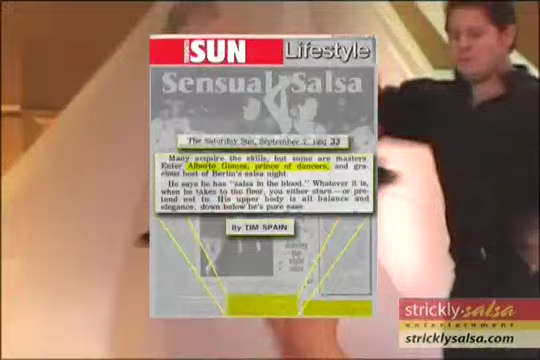 TORONTO SUN Lifestyle
Sensual Salsa
The Saturday Sun, September 7, 1991 33
Many acquire the skills, but some are masters.
Enter Alberto Gomes, prince of dancers, and gra-
cious host of Berlin's salsa night.
He says he has "salsa in the blood." Whatever it is,
when he takes to the floor, you either stare — or pre-
tend not to. His upper body is all balance and
elegance, down below he's pure ease.
By TIM SPAIN
strickly salsa
entertainment
stricklysalsa.com